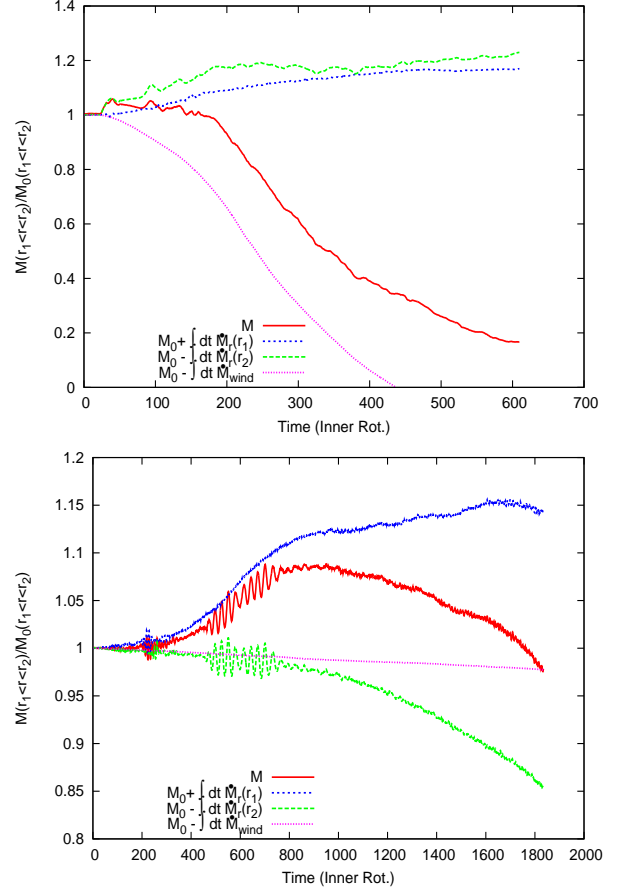 1.4
1.2
1
0.8
0.6
0.4
0.2
0
M(r₁<r<r₂)/M₀(r₁<r<r₂)
M
M₀+ ∫ dt Ṁᵣ(r₁)
M₀ - ∫ dt Ṁᵣ(r₂)
M₀ - ∫ dt Ṁwind
0 100 200 300 400 500 600 700
Time (Inner Rot.)
1.2
1.15
1.1
1.05
1
0.95
0.9
0.85
0.8
M(r₁<r<r₂)/M₀(r₁<r<r₂)
M
M₀+ ∫ dt Ṁᵣ(r₁)
M₀ - ∫ dt Ṁᵣ(r₂)
M₀ - ∫ dt Ṁwind
0 200 400 600 800 1000 1200 1400 1600 1800 2000
Time (Inner Rot.)